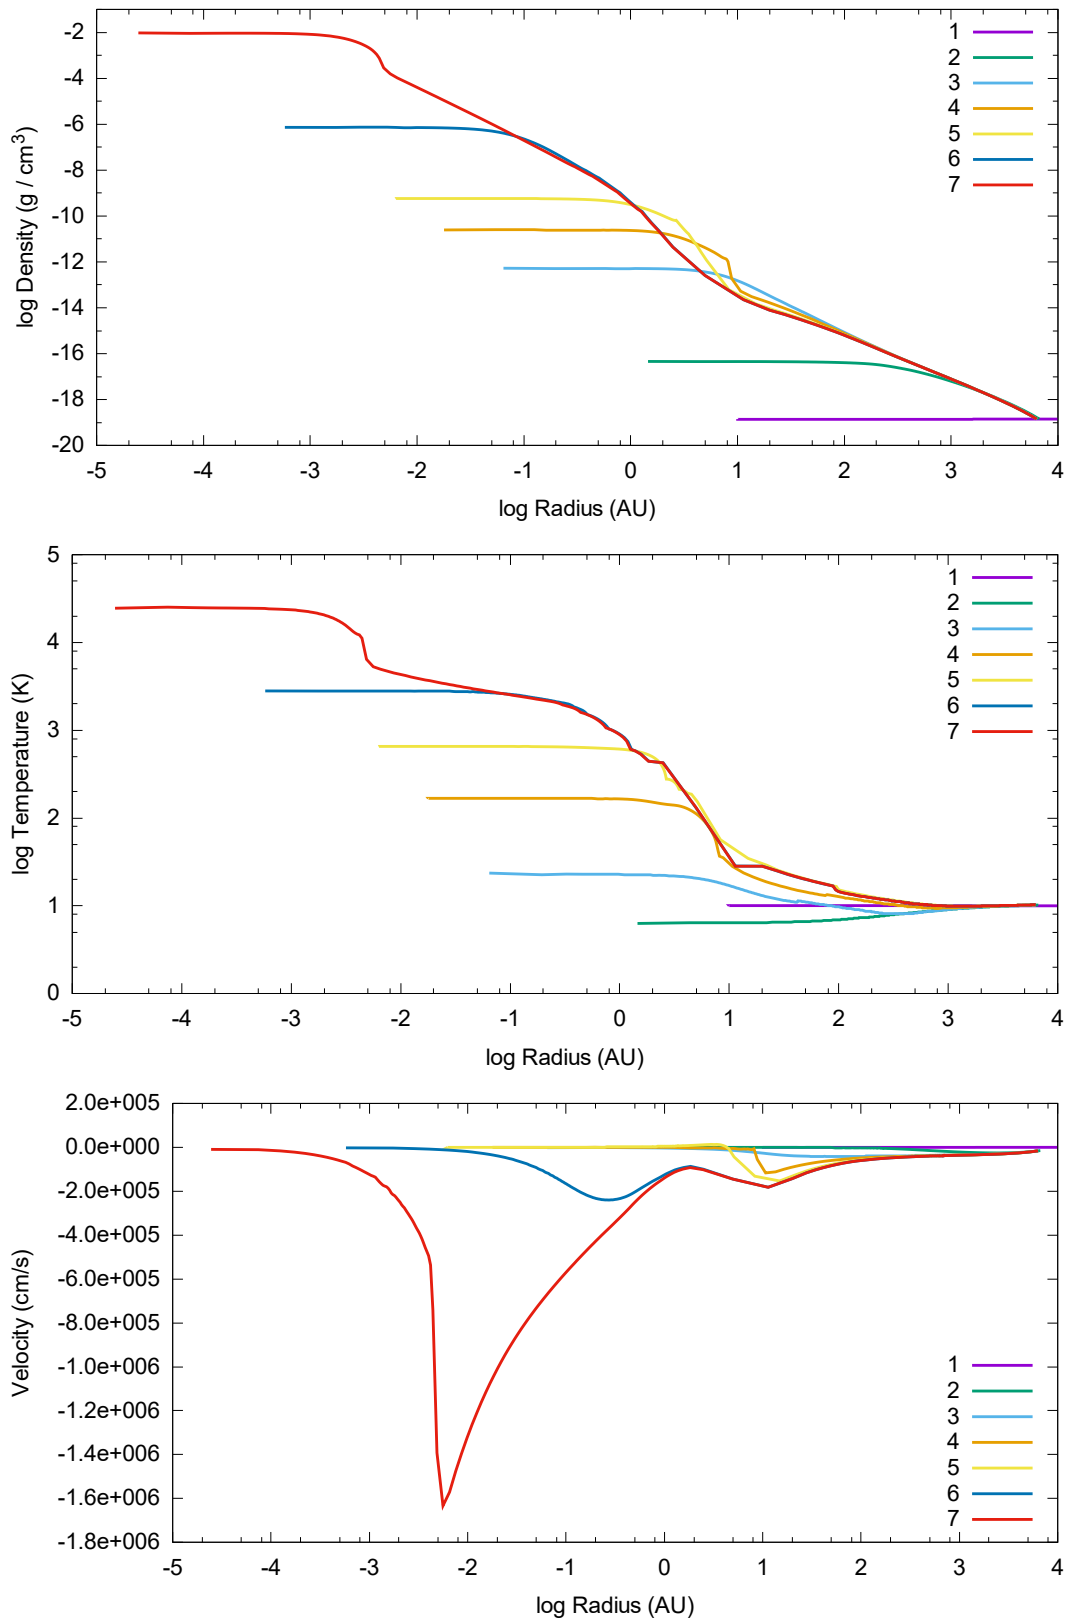 -2
-4
-6
-8
-10
-12
-14
-16
-18
-20
-5 -4 -3 -2 -1 0 1 2 3 4
log Density (g / cm3)
log Radius (AU)
1
2
3
4
5
6
7
5
4
3
2
1
0
-5 -4 -3 -2 -1 0 1 2 3 4
log Temperature (K)
log Radius (AU)
1
2
3
4
5
6
7
2.0e+005
0.0e+000
-2.0e+005
-4.0e+005
-6.0e+005
-8.0e+005
-1.0e+006
-1.2e+006
-1.4e+006
-1.6e+006
-1.8e+006
-5 -4 -3 -2 -1 0 1 2 3 4
Velocity (cm/s)
log Radius (AU)
1
2
3
4
5
6
7